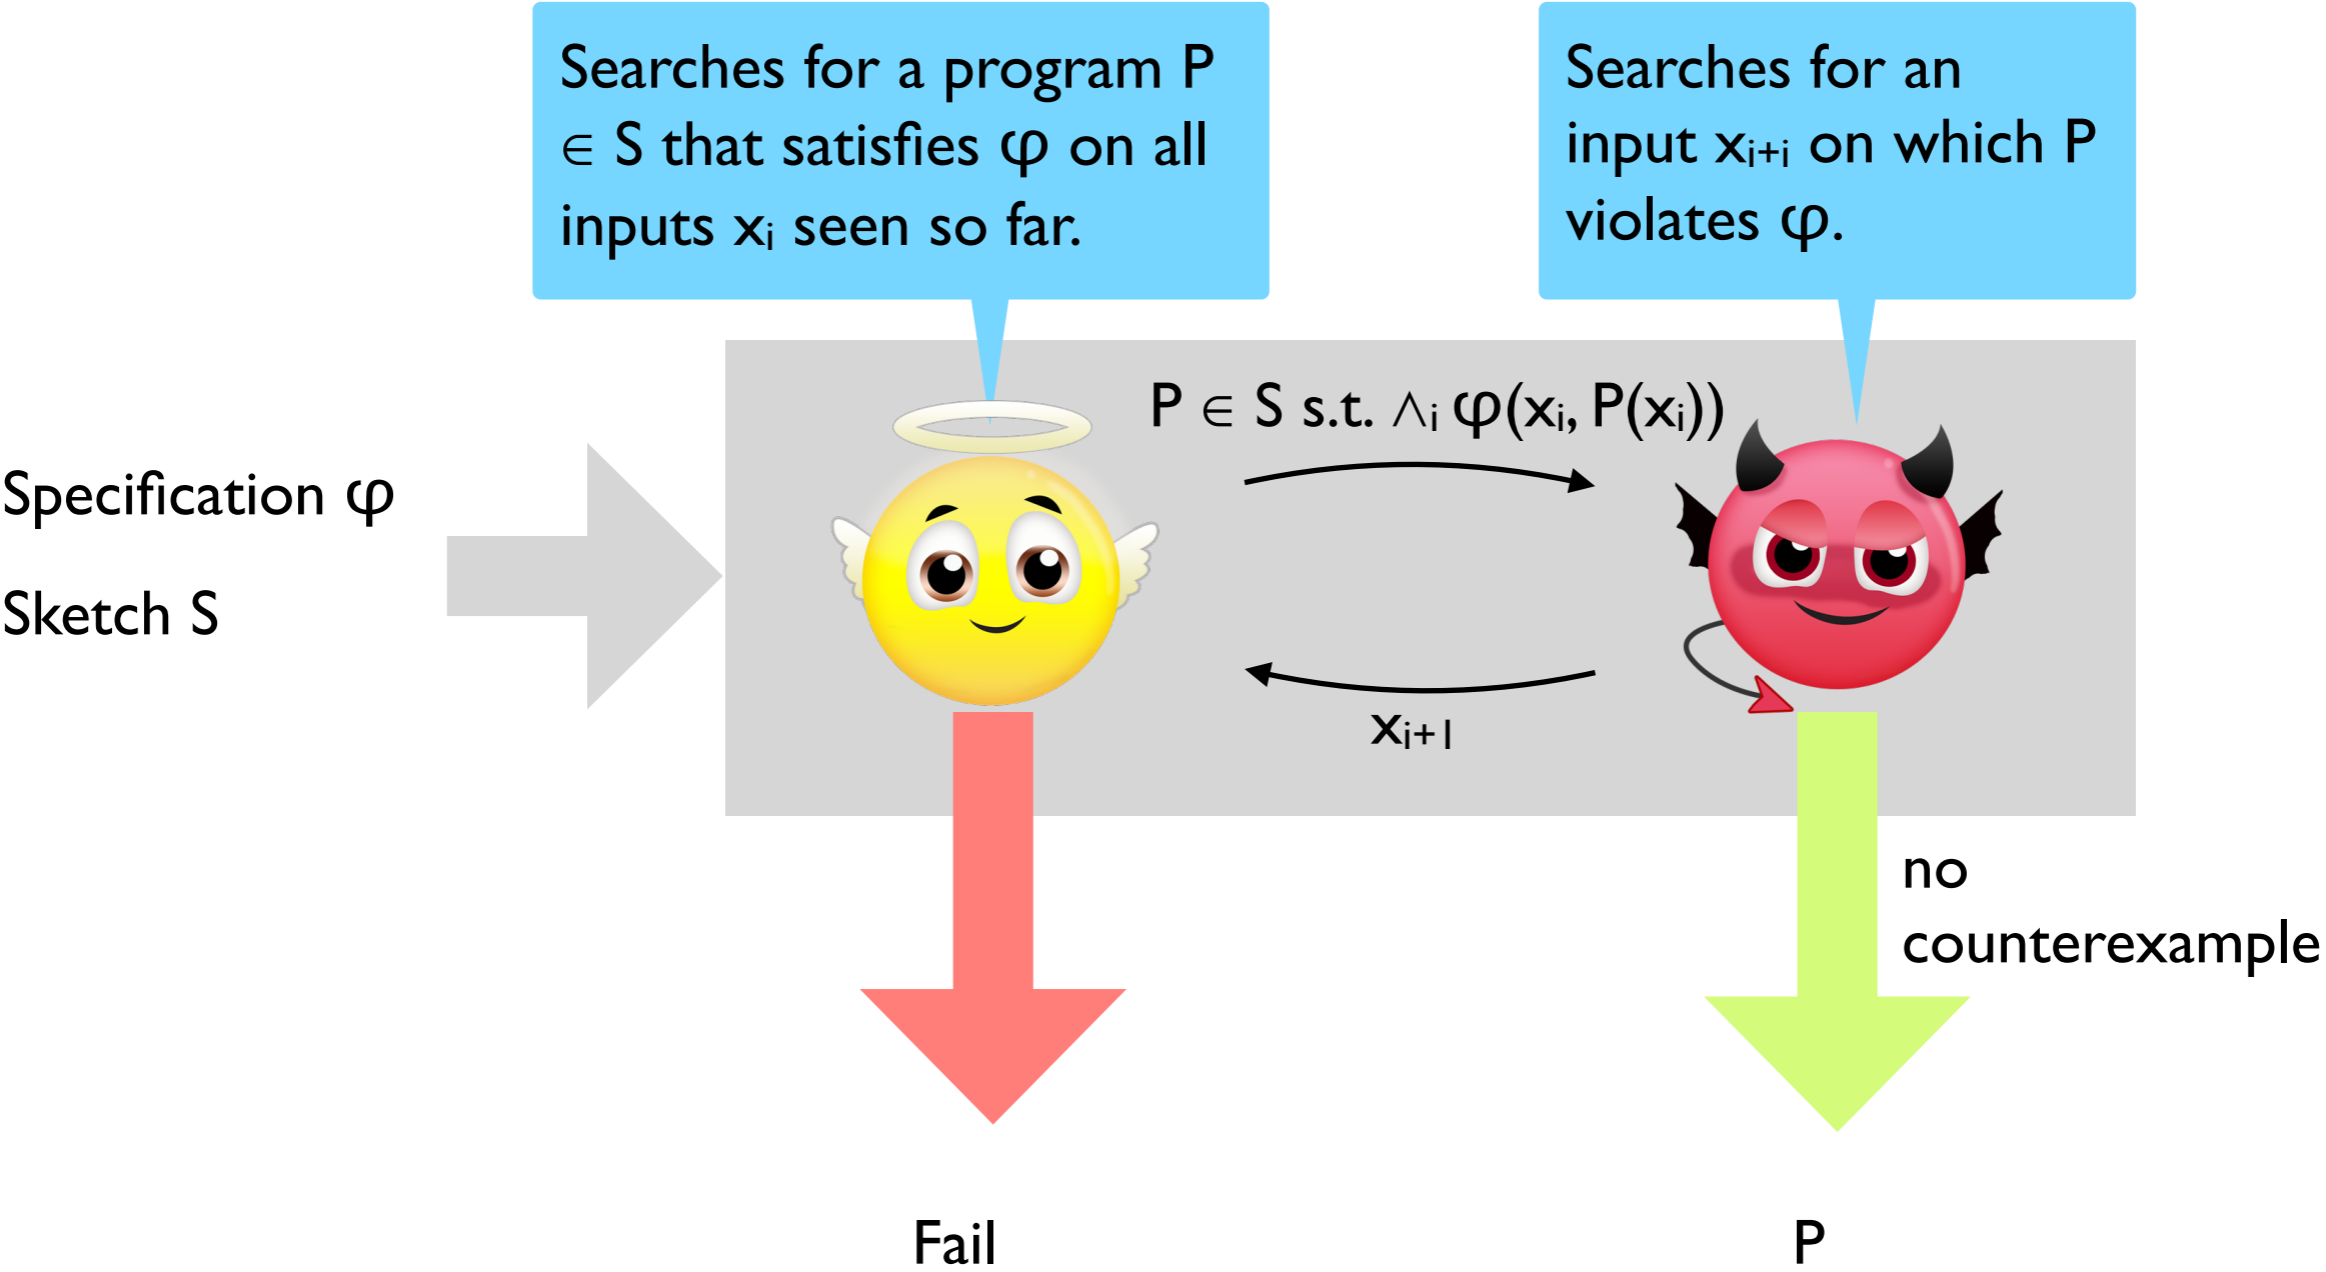 Searches for a program P
∈ S that satisfies φ on all
inputs xᵢ seen so far.
Searches for an
input xᵢ₊ᵢ on which P
violates φ.
P ∈ S s.t. ∧ᵢ φ(xᵢ, P(xᵢ))
Specification φ
Sketch S
xᵢ₊₁
no
counterexample
Fail
P